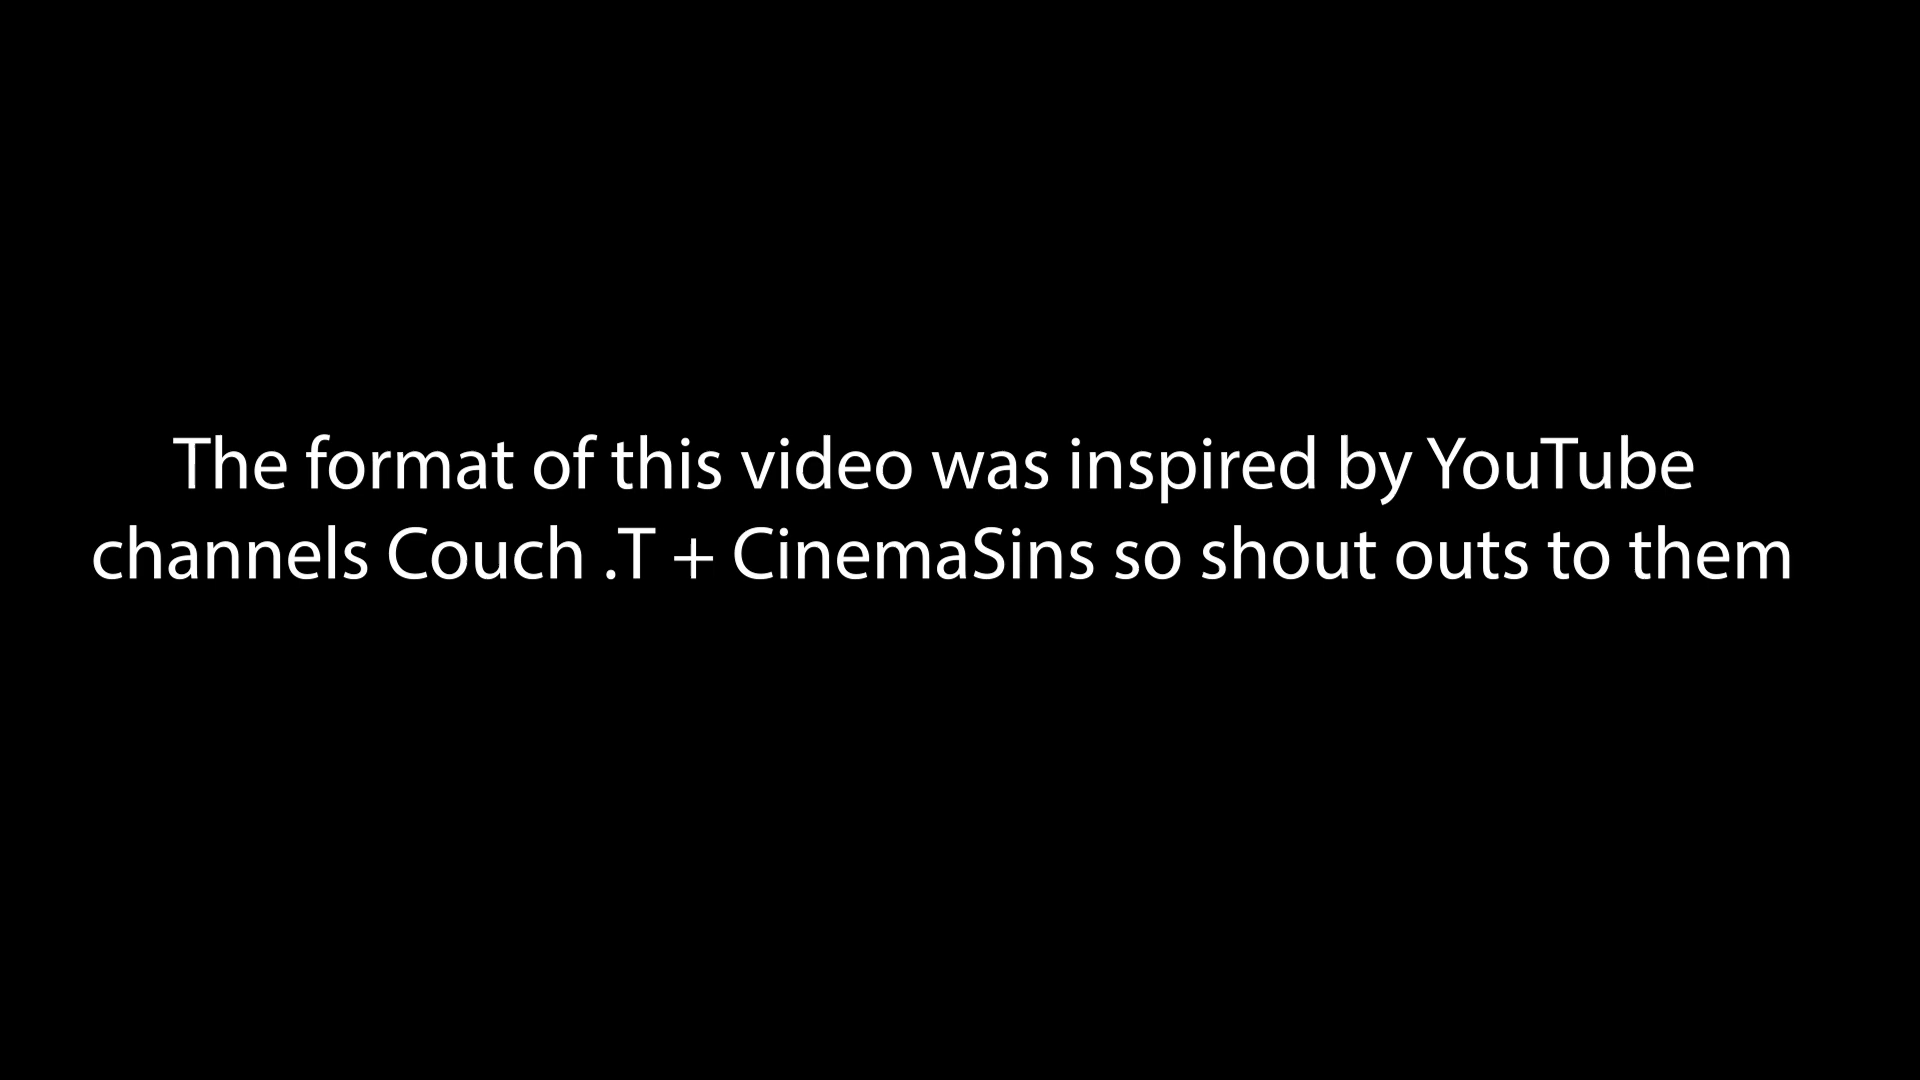 The format of this video was inspired by YouTube
channels Couch .T + CinemaSins so shout outs to them